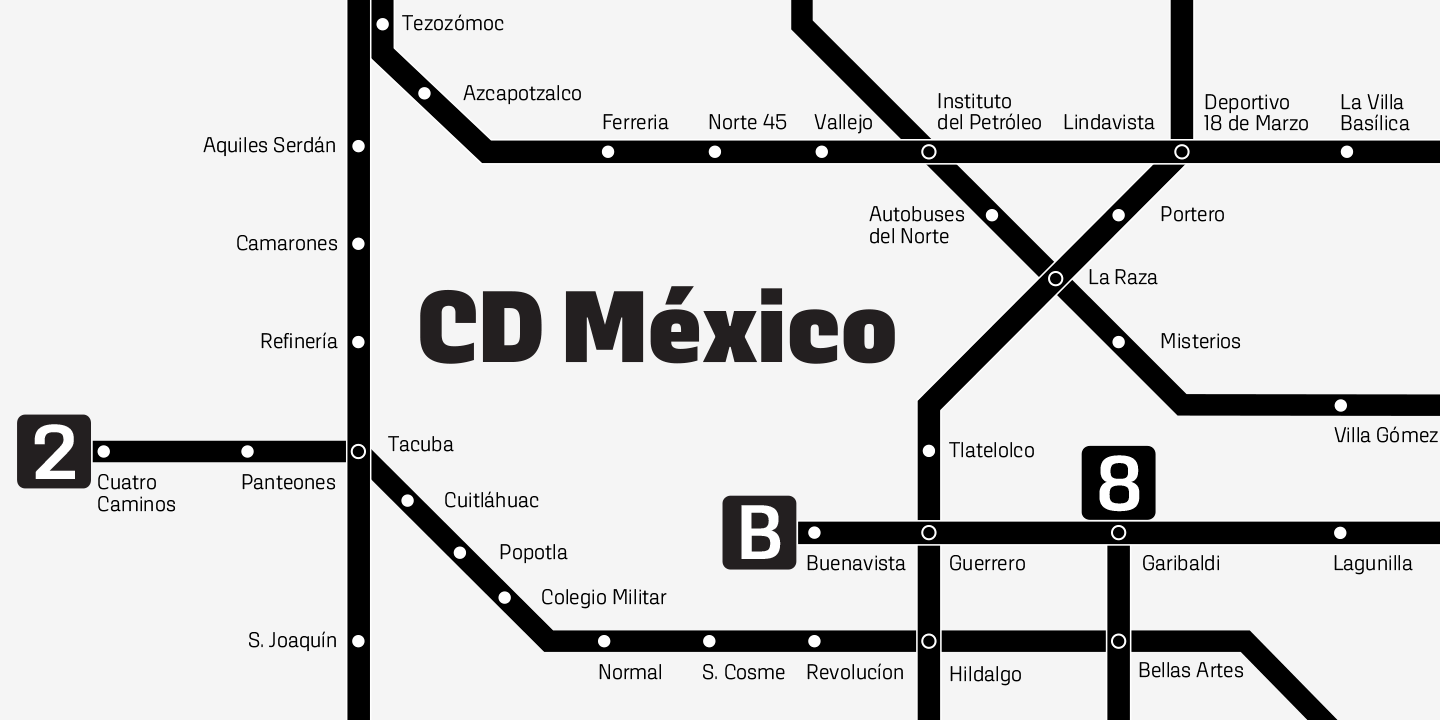 Tezozómoc
Azcapotzalco
Ferreria
Norte 45
Vallejo
Instituto
del Petróleo
Lindavista
Deportivo
18 de Marzo
La Villa
Basílica
Aquiles Serdán
Autobuses
del Norte
Portero
Camarones
La Raza
CD México
Refinería
Misterios
2
Tacuba
Villa Gómez
Cuatro
Caminos
Panteones
Tlatelolco
8
Cuitláhuac
B
Popotla
Buenavista
Guerrero
Garibaldi
Lagunilla
Colegio Militar
S. Joaquín
Normal
S. Cosme
Revolucíon
Hildalgo
Bellas Artes